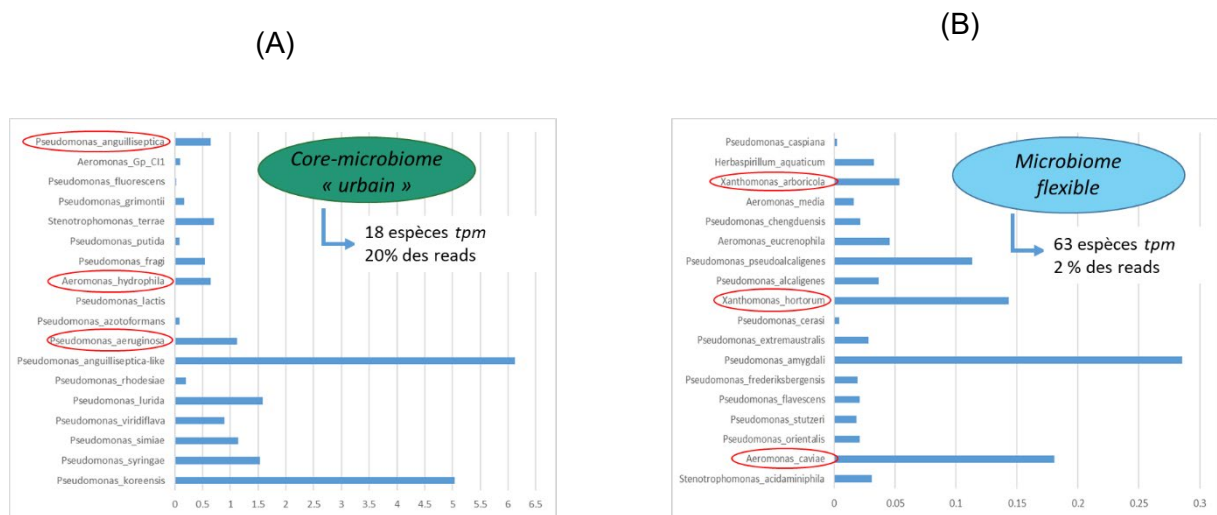 (A)
Pseudomonas_anguilliseptica
Aeromonas_Gp_Cl1
Pseudomonas_fluorescens
Pseudomonas_grimontii
Stenotrophomonas_terrae
Pseudomonas_putida
Pseudomonas_fragi
Aeromonas_hydrophila
Pseudomonas_lactis
Pseudomonas_azotoformans
Pseudomonas_aeruginosa
Pseudomonas_anguilliseptica-like
Pseudomonas_rhodesiae
Pseudomonas_lurida
Pseudomonas_viridiflava
Pseudomonas_simiae
Pseudomonas_syringae
Pseudomonas_koreensis
0 0.5 1 1.5 2 2.5 3 3.5 4 4.5 5 5.5 6 6.5
Core-microbiome
« urbain »
18 espèces tpm
20% des reads
(B)
Pseudomonas_caspiana
Herbaspirillum_aquaticum
Xanthomonas_arboricola
Aeromonas_media
Pseudomonas_chengduensis
Aeromonas_eucrenophila
Pseudomonas_pseudoalcaligenes
Pseudomonas_alcaligenes
Xanthomonas_hortorum
Pseudomonas_cerasi
Pseudomonas_extremaustralis
Pseudomonas_amygdali
Pseudomonas_frederiksbergensis
Pseudomonas_flavescens
Pseudomonas_stutzeri
Pseudomonas_orientalis
Aeromonas_caviae
Stenotrophomonas_acidaminiphila
0 0.05 0.1 0.15 0.2 0.25 0.3
Microbiome
flexible
63 espèces tpm
2 % des reads